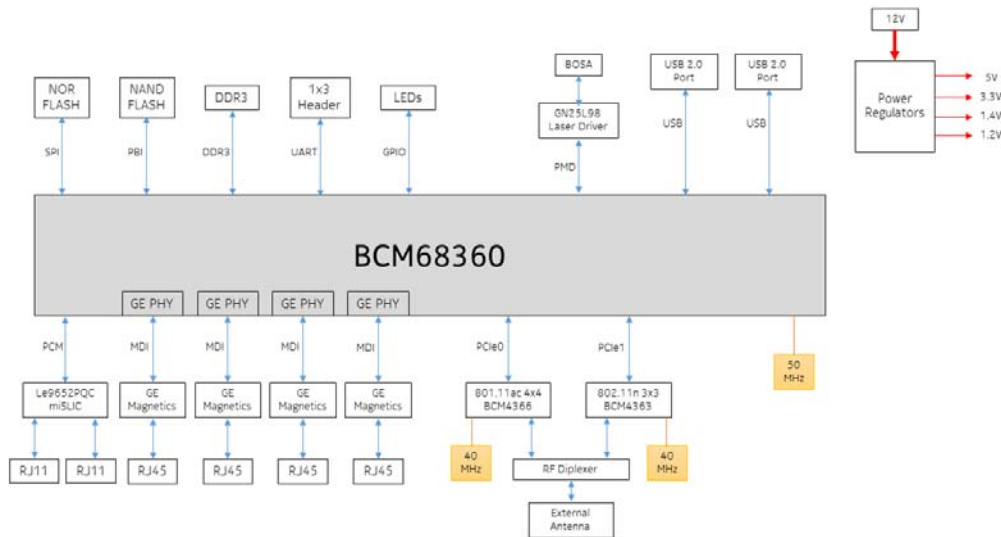 12V
BOSA
USB 2.0
Port
USB 2.0
Port
NOR
FLASH
NAND
FLASH
DDR3
1x3
Header
LEDs
GN25L98
Laser Driver
Power
Regulators
5V
3.3V
1.4V
1.2V
SPI
PBI
DDR3
UART
GPIO
PMD
USB
USB
BCM68360
GE PHY
GE PHY
GE PHY
GE PHY
PCM
MDI
MDI
MDI
MDI
PCIe0
PCIe1
50
MHz
Le9652PQC
miSLIC
GE
Magnetics
GE
Magnetics
GE
Magnetics
GE
Magnetics
801.11ac 4x4
BCM4366
802.11n 3x3
BCM4363
RJ11
RJ11
RJ45
RJ45
RJ45
RJ45
40
MHz
RF Diplexer
40
MHz
External
Antenna